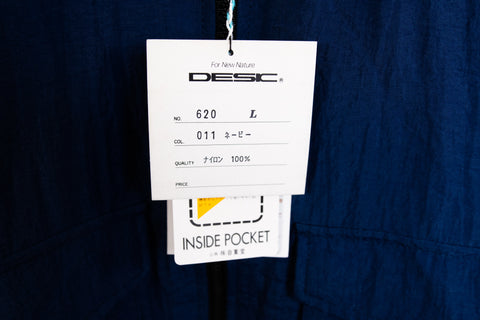 For New Nature
DESIC®
NO. 620 L
COL. 011 ネービー
QUALITY ナイロン 100%
PRICE
INSIDE POCKET